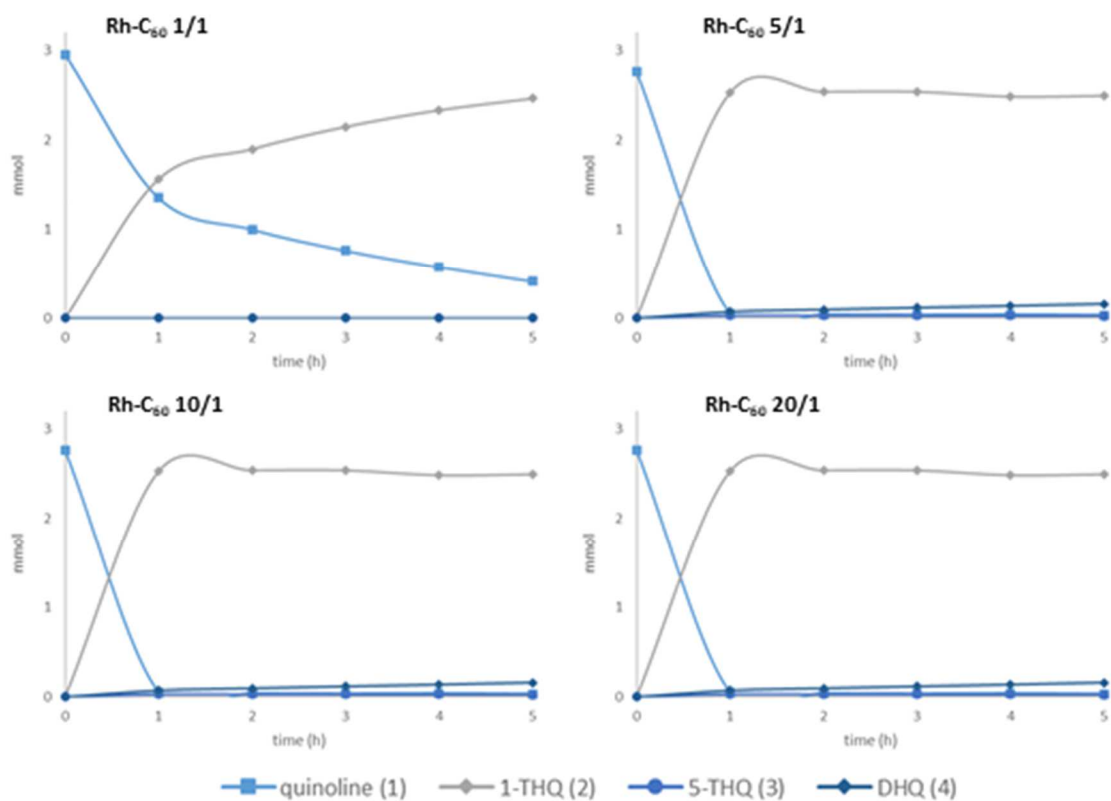 Rh-C₆₀ 1/1
3
2
1
0
mmol
0 1 2 3 4 5
time (h)
Rh-C₆₀ 5/1
3
2
1
0
mmol
0 1 2 3 4 5
time (h)
Rh-C₆₀ 10/1
3
2
1
0
mmol
0 1 2 3 4 5
time (h)
Rh-C₆₀ 20/1
3
2
1
0
mmol
0 1 2 3 4 5
time (h)
quinoline (1) 1-THQ (2) 5-THQ (3) DHQ (4)